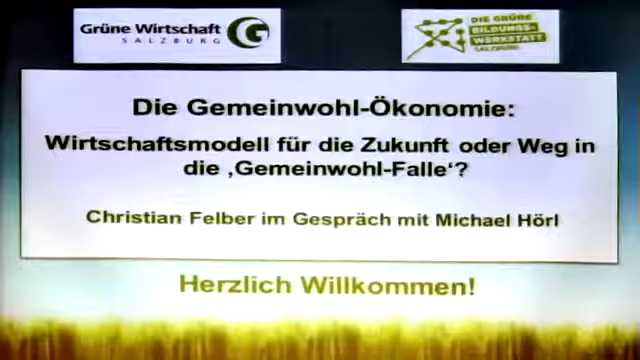 Grüne Wirtschaft
SALZBURG
DIE GRÜNE
BILDUNGS-
WERKSTATT
SALZBURG
Die Gemeinwohl-Ökonomie:
Wirtschaftsmodell für die Zukunft oder Weg in
die ‚Gemeinwohl-Falle‘?
Christian Felber im Gespräch mit Michael Hörl
Herzlich Willkommen!